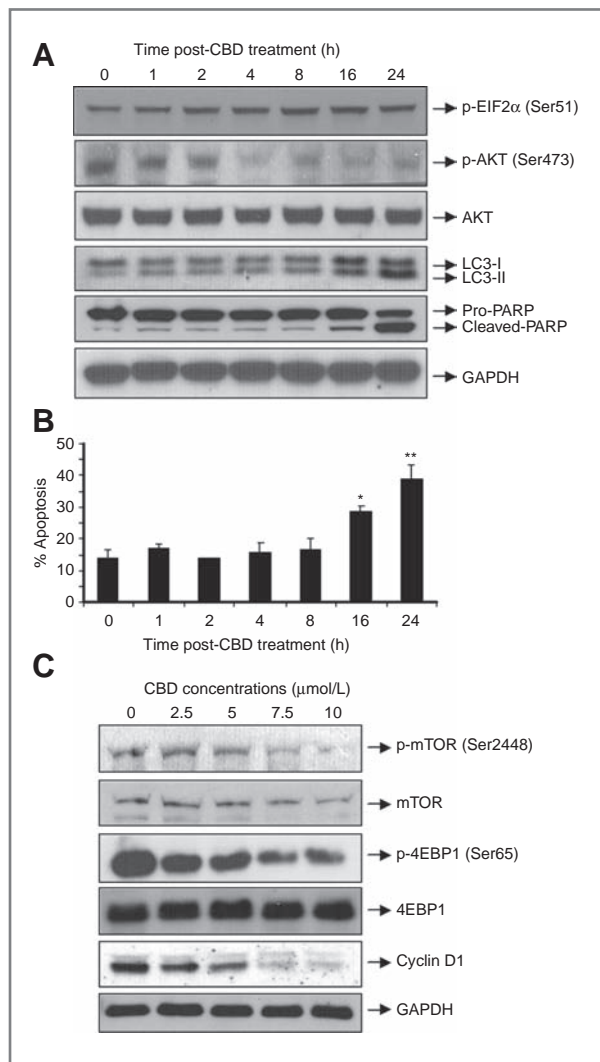 A
Time post-CBD treatment (h)
0 1 2 4 8 16 24
p-EIF2α (Ser51)
p-AKT (Ser473)
AKT
LC3-I
LC3-II
Pro-PARP
Cleaved-PARP
GAPDH
B
50
40
30
20
10
0
% Apoptosis
* **
0 1 2 4 8 16 24
Time post-CBD treatment (h)
C
CBD concentrations (μmol/L)
0 2.5 5 7.5 10
p-mTOR (Ser2448)
mTOR
p-4EBP1 (Ser65)
4EBP1
Cyclin D1
GAPDH